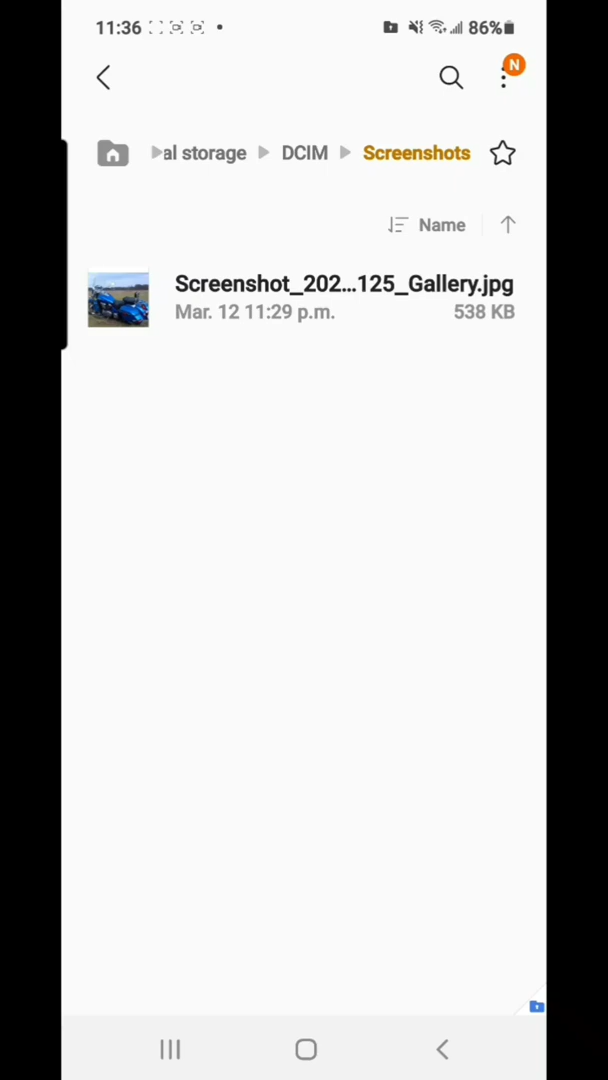 11:36 86%
N
al storage DCIM Screenshots
Name
Screenshot_202...125_Gallery.jpg
Mar. 12 11:29 p.m. 538 KB